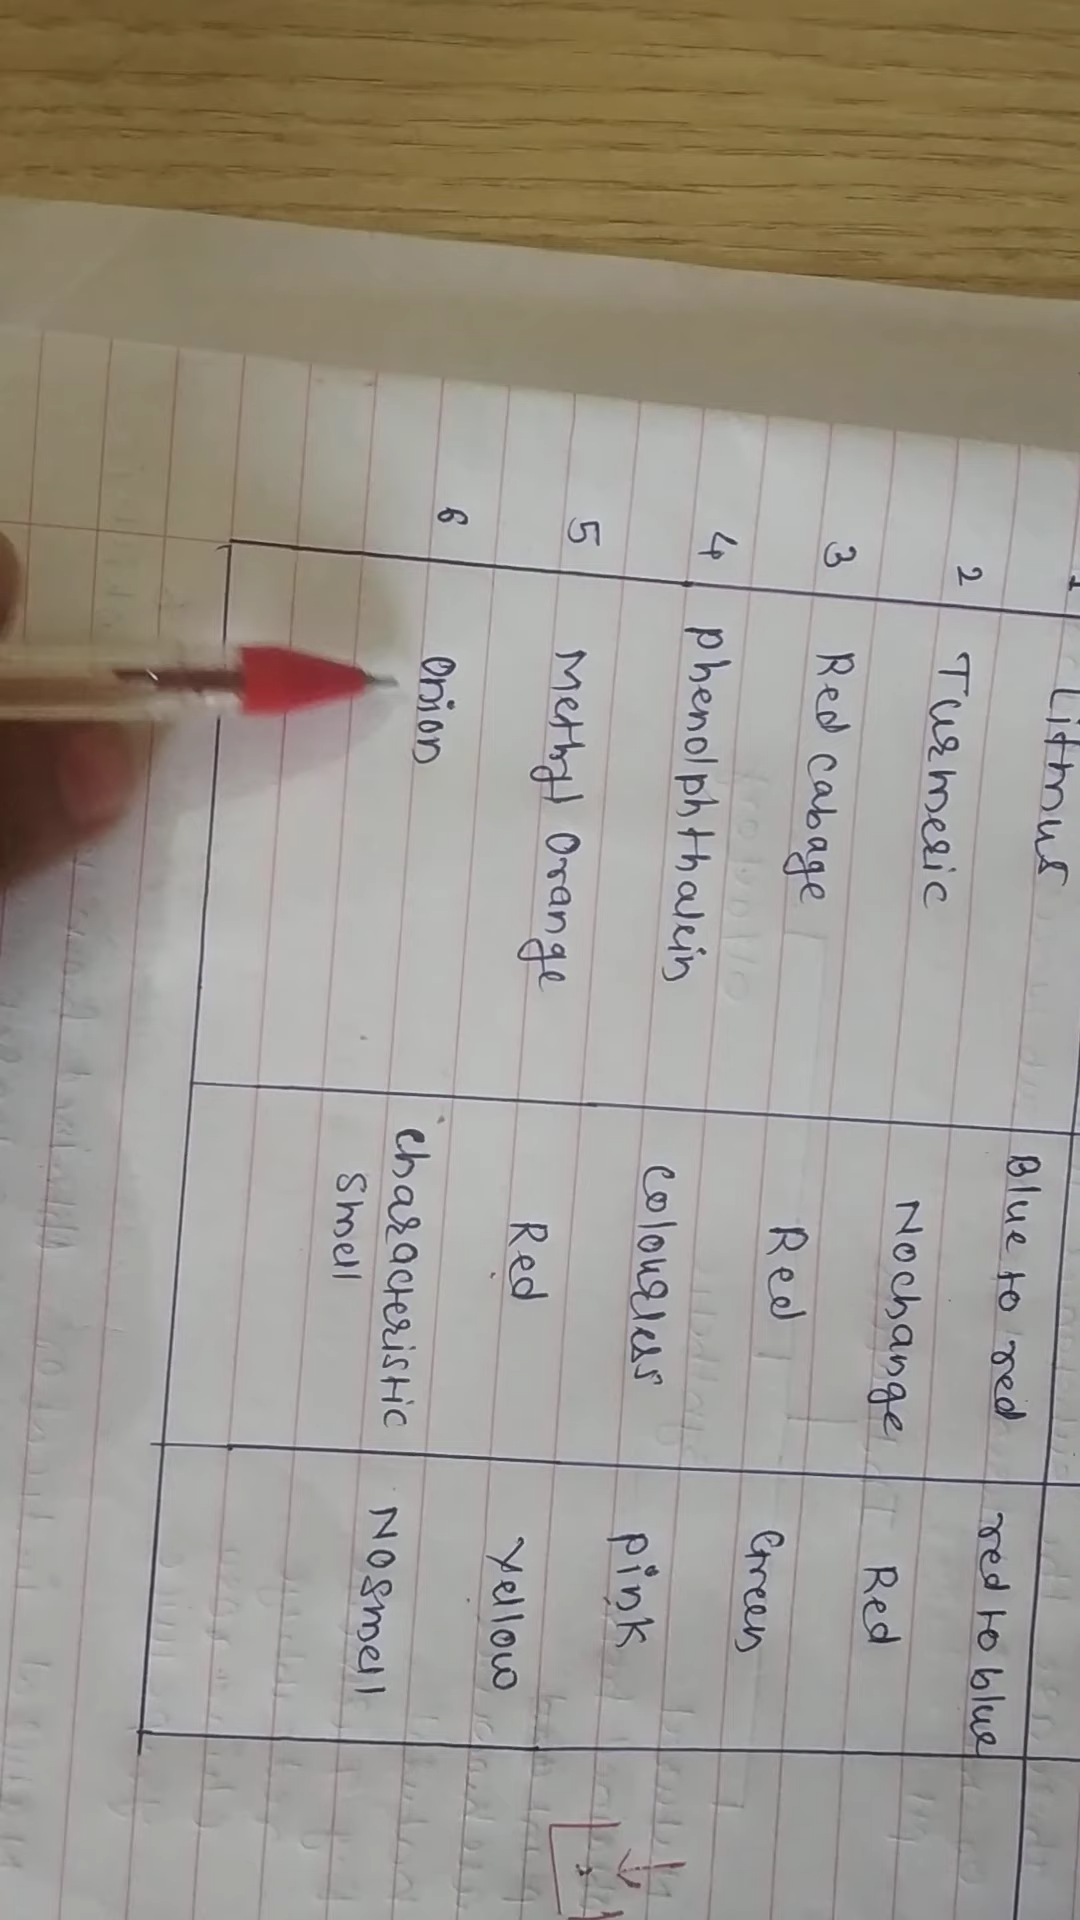 1 Litmus Blue to red red to blue
2 Turmeric No change Red
3 Red cabage Red Green
4 phenolphthalein colourless pink
5 Methyl Orange Red Yellow
6 Onion characteristic No smell
smell